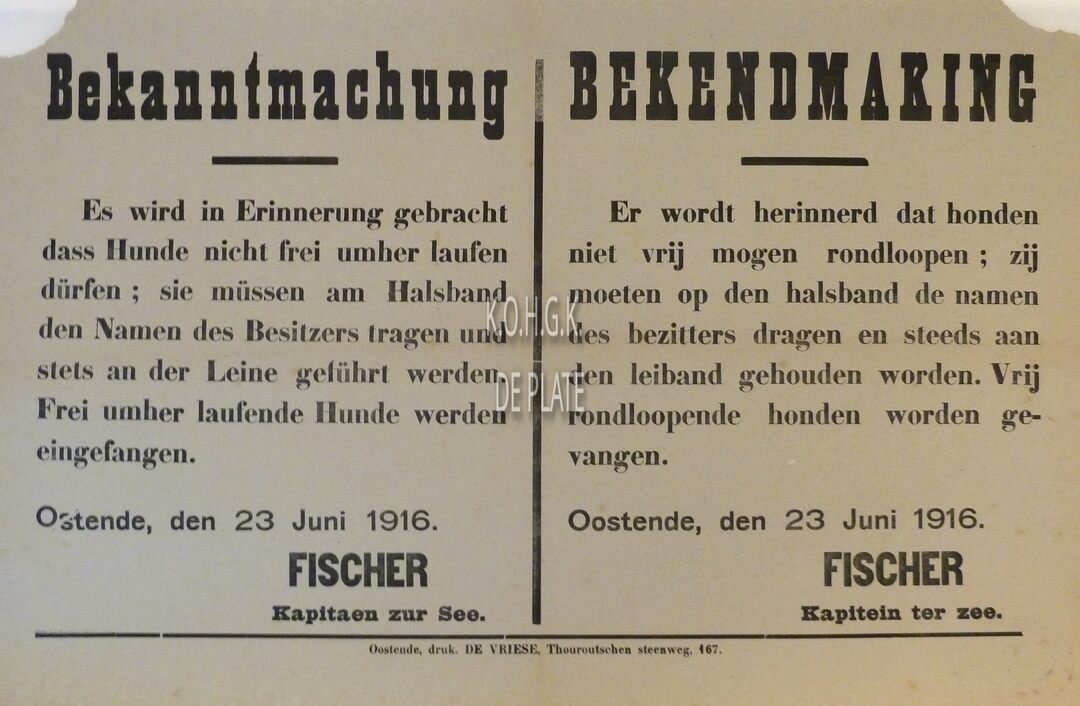 Bekanntmachung
Es wird in Erinnerung gebracht
dass Hunde nicht frei umher laufen
dürfen ; sie müssen am Halsband
den Namen des Besitzers tragen und
stets an der Leine geführt werden.
Frei umher laufende Hunde werden
eingefangen.
Ostende, den 23 Juni 1916.
FISCHER
Kapitaen zur See.
BEKENDMAKING
Er wordt herinnerd dat honden
niet vrij mogen rondloopen ; zij
moeten op den halsband de namen
des bezitters dragen en steeds aan
den leiband gehouden worden. Vrij
rondloopende honden worden ge-
vangen.
Oostende, den 23 Juni 1916.
FISCHER
Kapitein ter zee.
Oostende, druk. DE VRIESE, Thouroutschen steenweg, 167.
K.O.H.G.K
DE PLATE